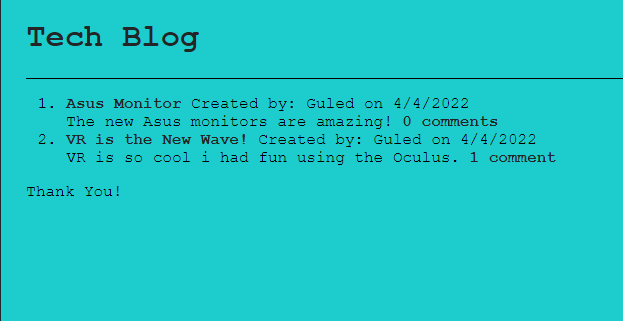 Tech Blog
1. Asus Monitor Created by: Guled on 4/4/2022
The new Asus monitors are amazing! 0 comments
2. VR is the New Wave! Created by: Guled on 4/4/2022
VR is so cool i had fun using the Oculus. 1 comment
Thank You!